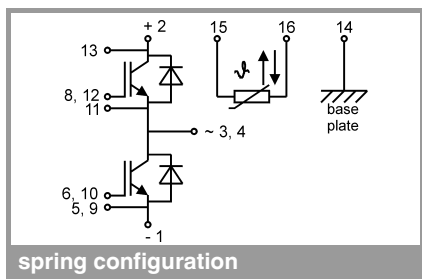 + 2
15
16
14
13
ϑ
8, 12
11
base
plate
~ 3, 4
6, 10
5, 9
- 1
spring configuration